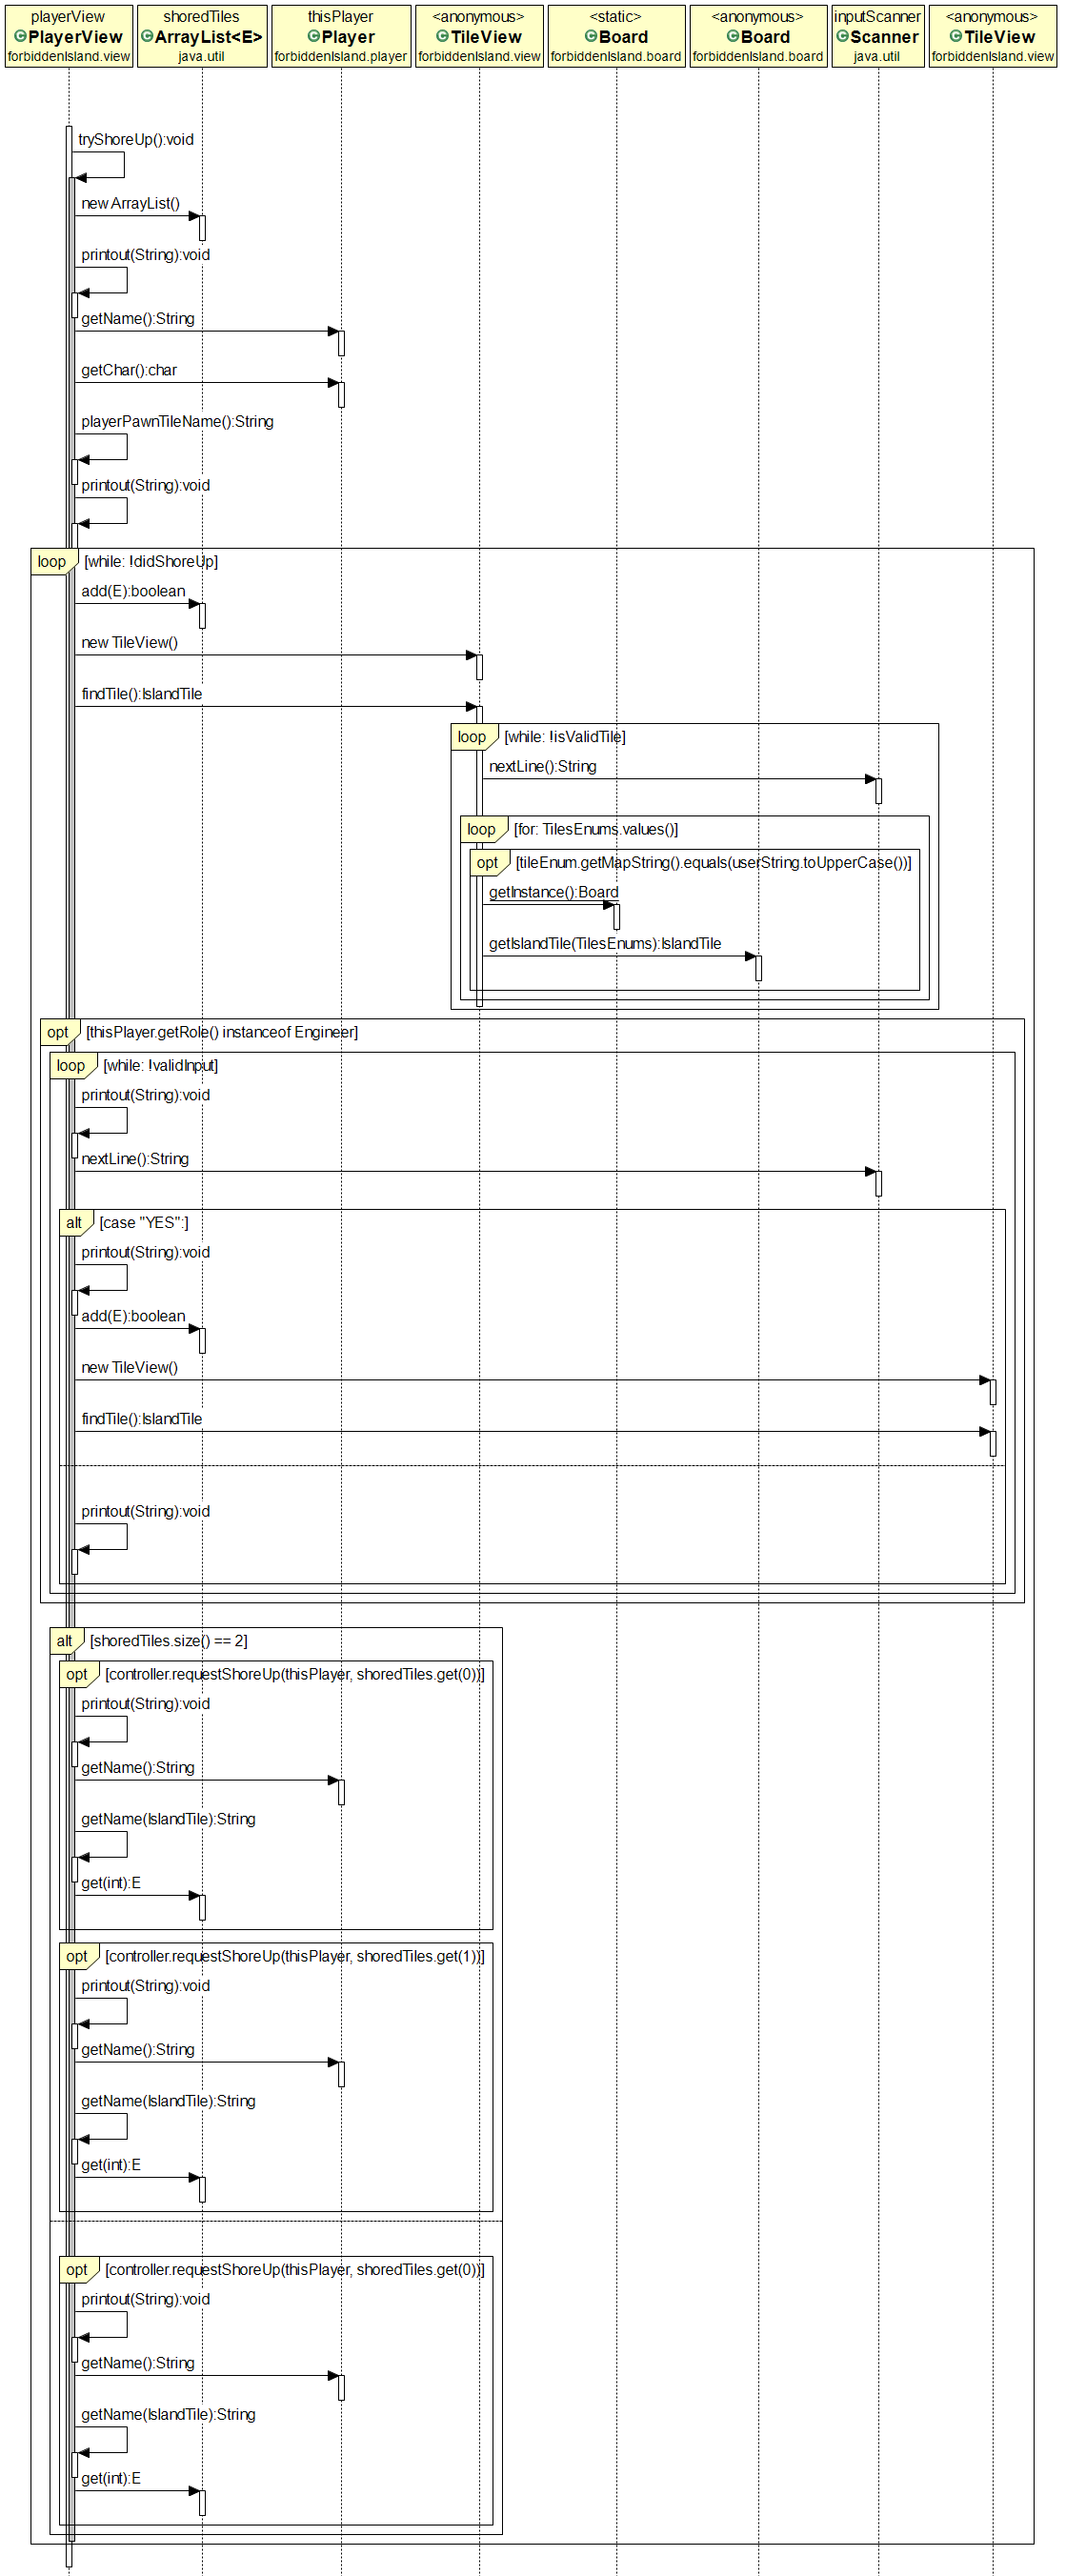 playerView
PlayerView
forbiddenIsland.view
shoredTiles
ArrayList<E>
java.util
thisPlayer
Player
forbiddenIsland.player
<anonymous>
TileView
forbiddenIsland.view
<static>
Board
forbiddenIsland.board
<anonymous>
Board
forbiddenIsland.board
inputScanner
Scanner
java.util
<anonymous>
TileView
forbiddenIsland.view
tryShoreUp():void
new ArrayList()
printout(String):void
getName():String
getChar():char
playerPawnTileName():String
printout(String):void
loop [while: !didShoreUp]
add(E):boolean
new TileView()
findTile():IslandTile
loop [while: !isValidTile]
nextLine():String
loop [for: TilesEnums.values()]
opt [tileEnum.getMapString().equals(userString.toUpperCase())]
getInstance():Board
getIslandTile(TilesEnums):IslandTile
opt [thisPlayer.getRole() instanceof Engineer]
loop [while: !validInput]
printout(String):void
nextLine():String
alt [case "YES":]
printout(String):void
add(E):boolean
new TileView()
findTile():IslandTile
printout(String):void
alt [shoredTiles.size() == 2]
opt [controller.requestShoreUp(thisPlayer, shoredTiles.get(0))]
printout(String):void
getName():String
getName(IslandTile):String
get(int):E
opt [controller.requestShoreUp(thisPlayer, shoredTiles.get(1))]
printout(String):void
getName():String
getName(IslandTile):String
get(int):E
opt [controller.requestShoreUp(thisPlayer, shoredTiles.get(0))]
printout(String):void
getName():String
getName(IslandTile):String
get(int):E